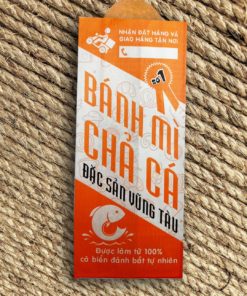 NHẬN ĐẶT HÀNG VÀ
GIAO HÀNG TẬN NƠI
SỐ 1
BÁNH MÌ
CHẢ CÁ
ĐẶC SẢN VŨNG TÀU
Được làm từ 100%
cá biển đánh bắt tự nhiên